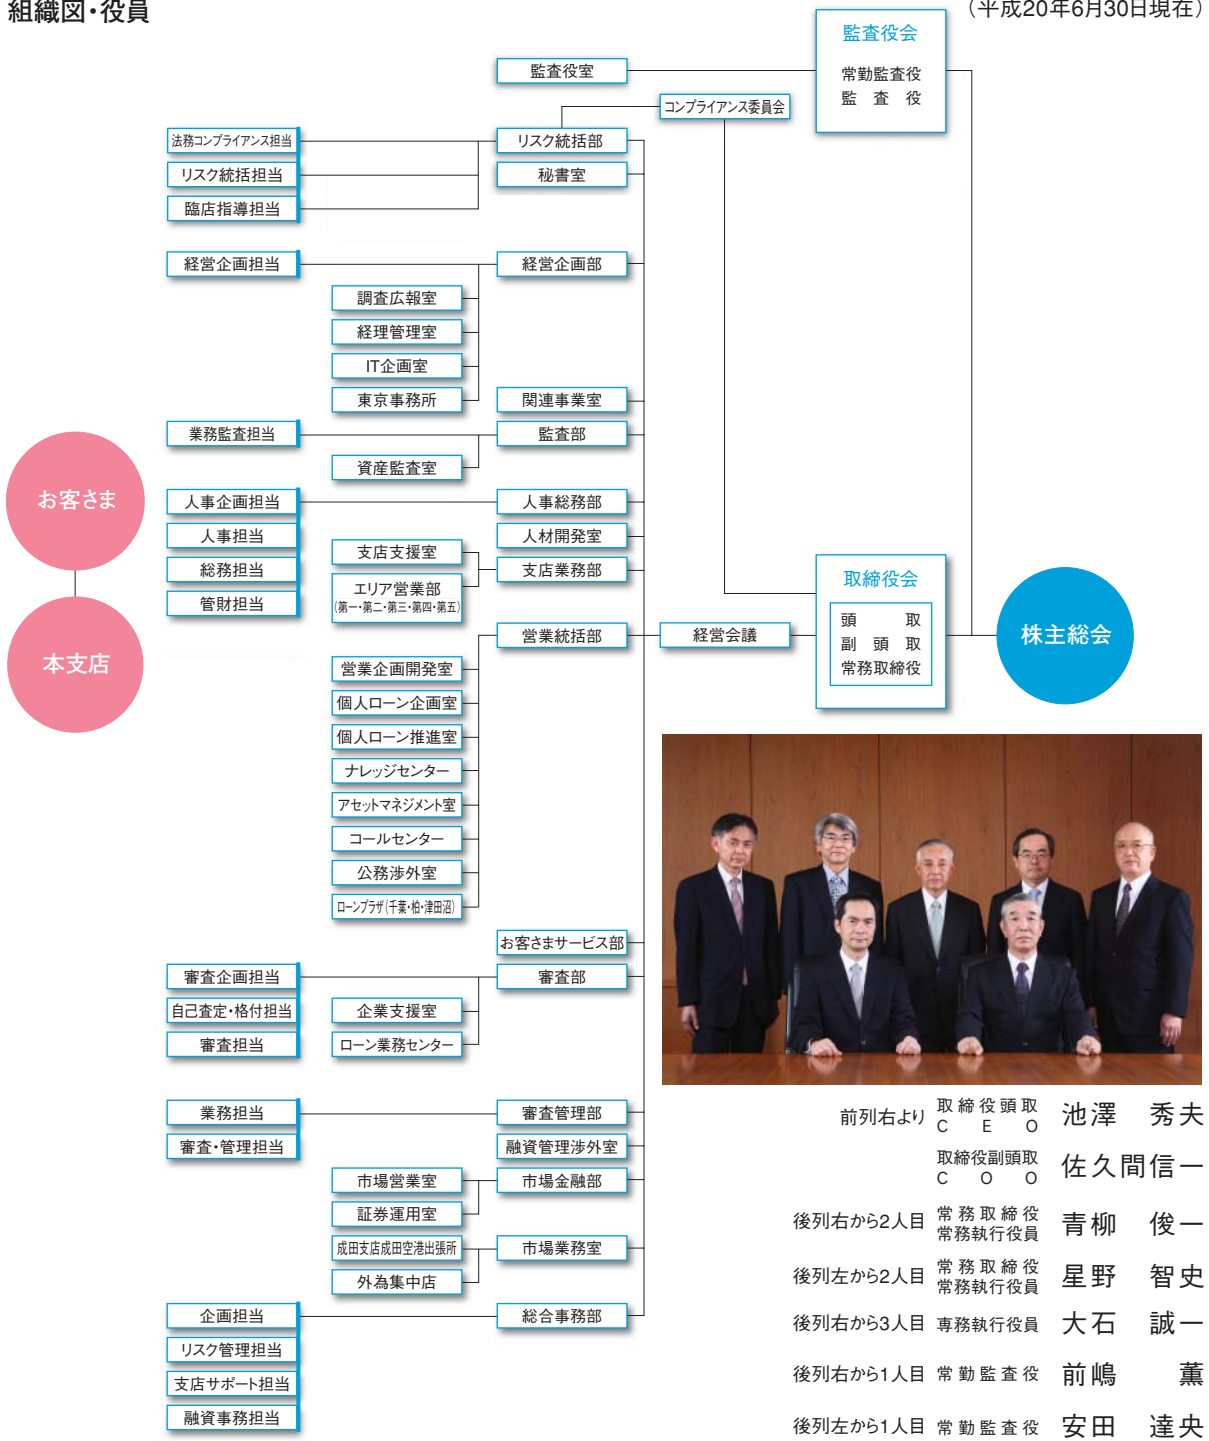 組織図・役員
（平成20年6月30日現在）
監査役会
常勤監査役
監査役
監査役室
コンプライアンス委員会
法務コンプライアンス担当
リスク統括部
リスク統括担当
秘書室
臨店指導担当
経営企画担当
経営企画部
調査広報室
経理管理室
IT企画室
東京事務所
関連事業室
業務監査担当
監査部
資産監査室
お客さま
本支店
人事企画担当
人事総務部
人事担当
人材開発室
総務担当
支店支援室
支店業務部
管財担当
エリア営業部
（第一・第二・第三・第四・第五）
取締役会
頭取
副頭取
常務取締役
株主総会
経営会議
営業統括部
営業企画開発室
個人ローン企画室
個人ローン推進室
ナレッジセンター
アセットマネジメント室
コールセンター
公務渉外室
ローンプラザ（千葉・柏・津田沼）
お客さまサービス部
審査企画担当
審査部
自己査定・格付担当
企業支援室
審査担当
ローン業務センター
業務担当
審査管理部
審査・管理担当
融資管理渉外室
市場営業室
市場金融部
証券運用室
成田支店成田空港出張所
市場業務室
外為集中店
企画担当
総合事務部
リスク管理担当
支店サポート担当
融資事務担当
前列右より 取締役頭取 CEO 池澤 秀夫
取締役副頭取 COO 佐久間信一
後列右から2人目 常務取締役 常務執行役員 青柳 俊一
後列左から2人目 常務取締役 常務執行役員 星野 智史
後列右から3人目 専務執行役員 大石 誠一
後列右から1人目 常勤監査役 前嶋 薫
後列左から1人目 常勤監査役 安田 達央